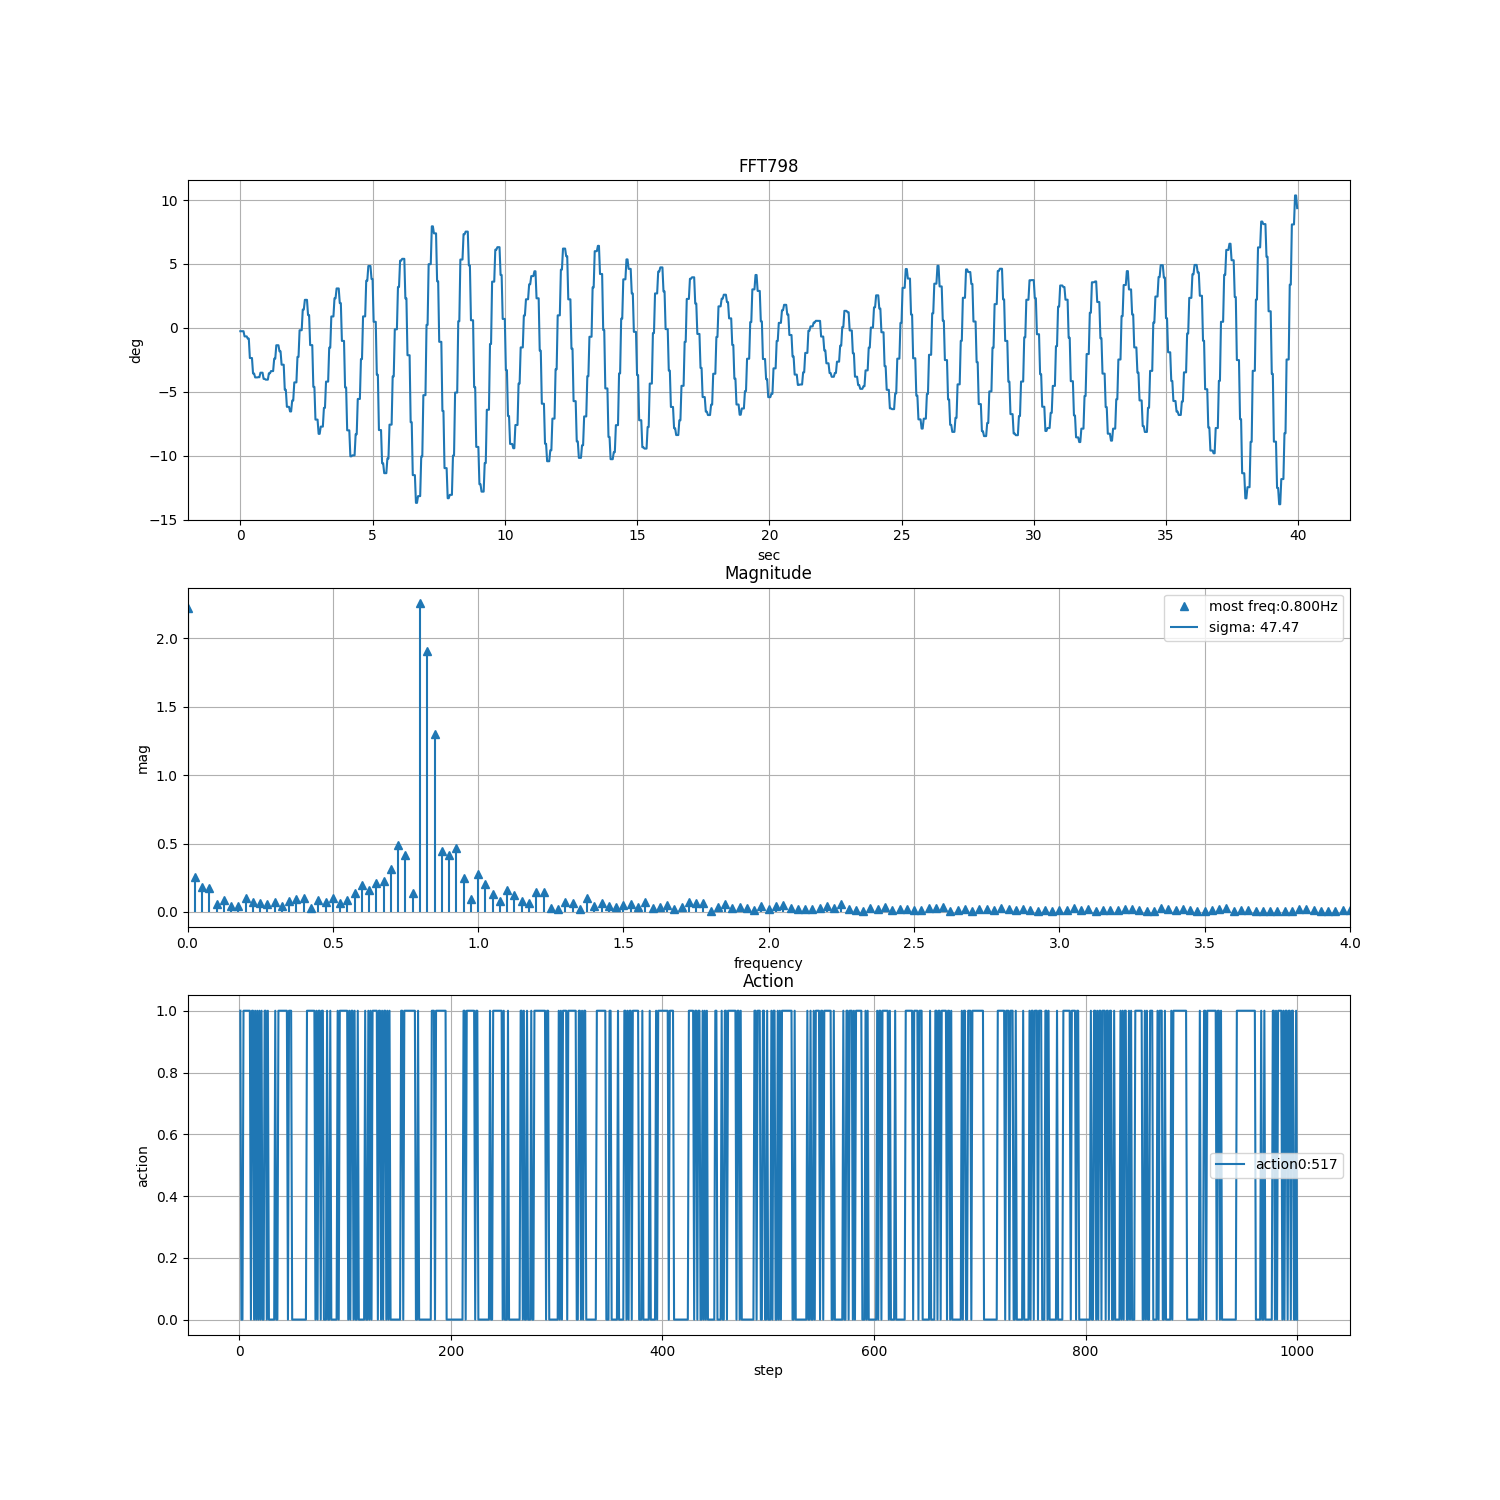 FFT798
10
5
0
−5
−10
−15
deg
0 5 10 15 20 25 30 35 40
sec
Magnitude
most freq:0.800Hz
sigma: 47.47
2.0
1.5
1.0
0.5
0.0
mag
0.0 0.5 1.0 1.5 2.0 2.5 3.0 3.5 4.0
frequency
Action
1.0
0.8
0.6
0.4
0.2
0.0
action
action0:517
0 200 400 600 800 1000
step